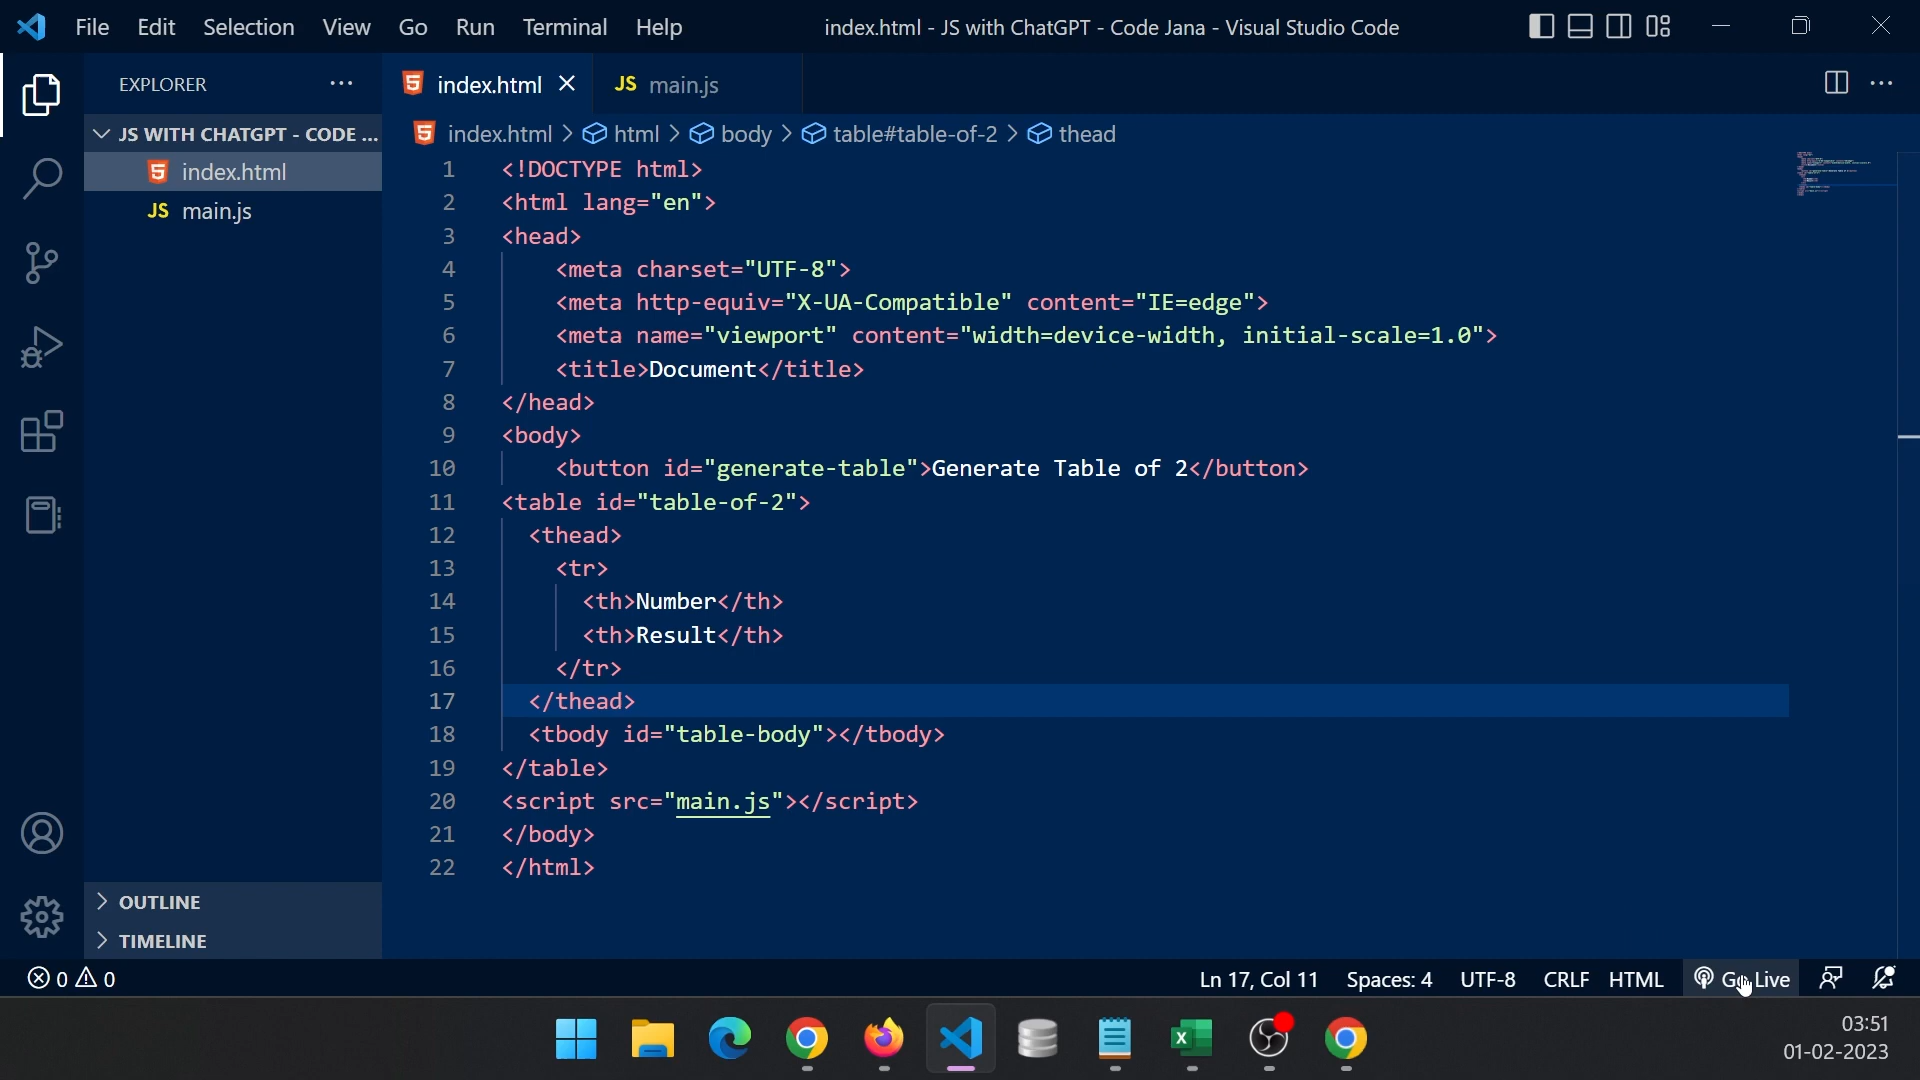 File Edit Selection View Go Run Terminal Help index.html - JS with ChatGPT - Code Jana - Visual Studio Code
EXPLORER
JS WITH CHATGPT - CODE ...
index.html
JS main.js
OUTLINE
TIMELINE
index.html JS main.js
index.html > html > body > table#table-of-2 > thead
1 <!DOCTYPE html>
2 <html lang="en">
3 <head>
4 <meta charset="UTF-8">
5 <meta http-equiv="X-UA-Compatible" content="IE=edge">
6 <meta name="viewport" content="width=device-width, initial-scale=1.0">
7 <title>Document</title>
8 </head>
9 <body>
10 <button id="generate-table">Generate Table of 2</button>
11 <table id="table-of-2">
12 <thead>
13 <tr>
14 <th>Number</th>
15 <th>Result</th>
16 </tr>
17 </thead>
18 <tbody id="table-body"></tbody>
19 </table>
20 <script src="main.js"></script>
21 </body>
22 </html>
0 0 Ln 17, Col 11 Spaces: 4 UTF-8 CRLF HTML Go Live
03:51
01-02-2023